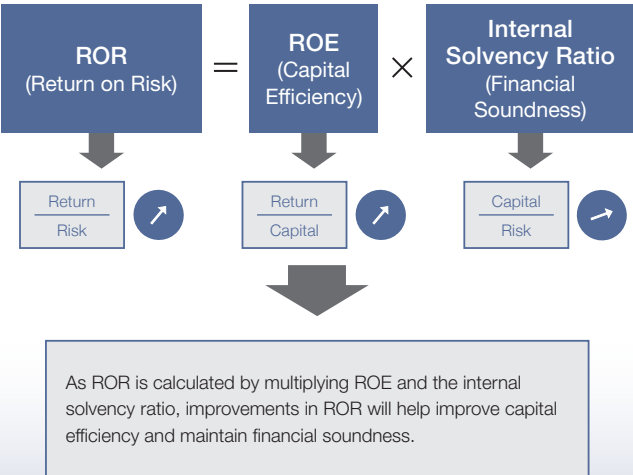 ROR
(Return on Risk)
=
ROE
(Capital
Efficiency)
×
Internal
Solvency Ratio
(Financial
Soundness)
Return
Risk
Return
Capital
Capital
Risk
As ROR is calculated by multiplying ROE and the internal
solvency ratio, improvements in ROR will help improve capital
efficiency and maintain financial soundness.